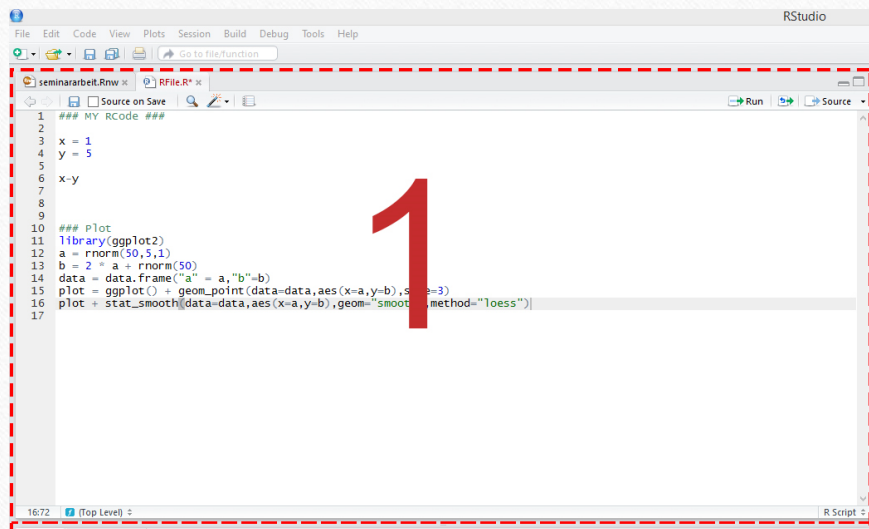 RStudio
File Edit Code View Plots Session Build Debug Tools Help
Go to file/function
seminararbeit.Rnw RFile.R*
Source on Save Run Source
1 ### MY RCode ###
2
3 x = 1
4 y = 5
5
6 x-y
7
8
9
10 ### Plot
11 library(ggplot2)
12 a = rnorm(50,5,1)
13 b = 2 * a + rnorm(50)
14 data = data.frame("a" = a,"b"=b)
15 plot = ggplot() + geom_point(data=data,aes(x=a,y=b),s e=3)
16 plot + stat_smooth(data=data,aes(x=a,y=b),geom="smoot ,method="loess")
17
1
16:72 (Top Level) R Script